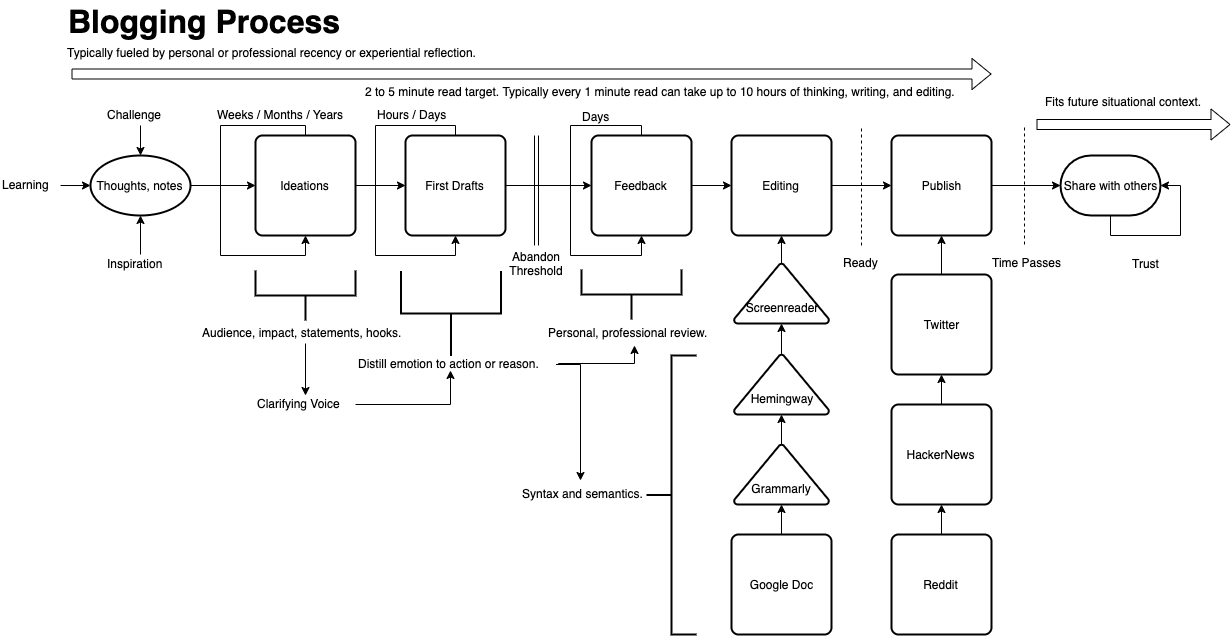 Blogging Process
Typically fueled by personal or professional recency or experiential reflection.
2 to 5 minute read target. Typically every 1 minute read can take up to 10 hours of thinking, writing, and editing.
Fits future situational context.
Challenge
Weeks / Months / Years
Hours / Days
Days
Learning
Thoughts, notes
Ideations
First Drafts
Feedback
Editing
Publish
Share with others
Inspiration
Abandon
Threshold
Ready
Time Passes
Trust
Audience, impact, statements, hooks.
Distill emotion to action or reason.
Personal, professional review.
Clarifying Voice
Syntax and semantics.
Screenreader
Hemingway
Grammarly
Google Doc
Twitter
HackerNews
Reddit